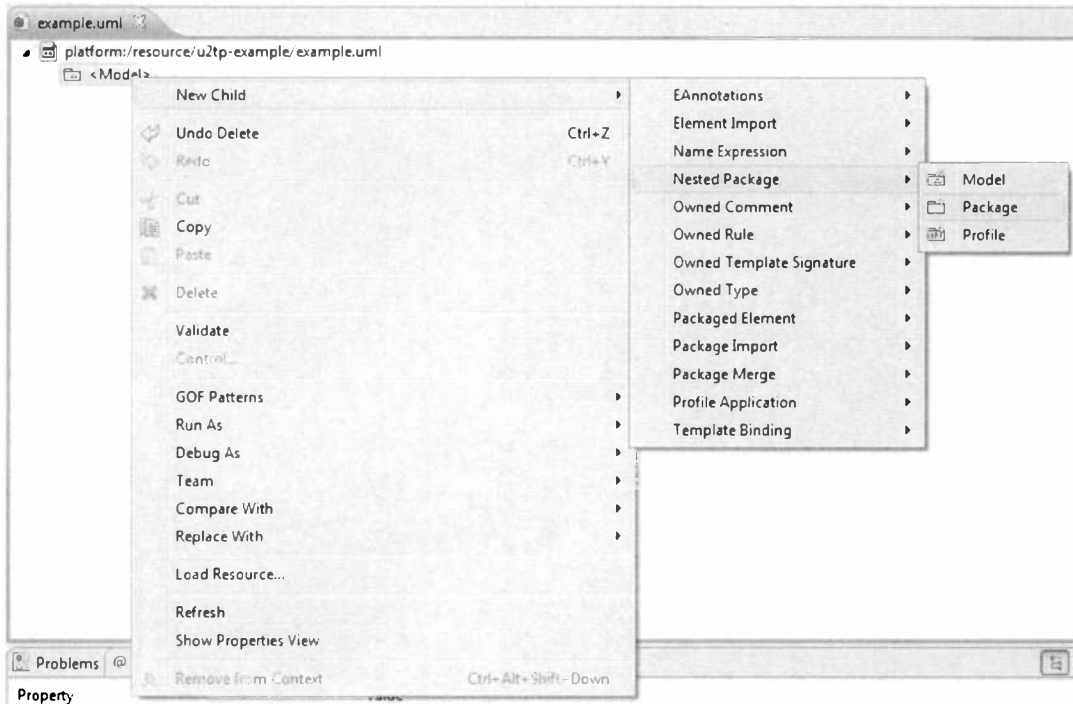 example.uml
platform:/resource/u2tp-example/example.uml
<Model>
New Child
Undo Delete Ctrl+Z
Redo Ctrl+Y
Cut
Copy
Paste
Delete
Validate
Control...
GOF Patterns
Run As
Debug As
Team
Compare With
Replace With
Load Resource...
Refresh
Show Properties View
Remove from Context Ctrl+Alt+Shift+Down
EAnnotations
Element Import
Name Expression
Nested Package
Owned Comment
Owned Rule
Owned Template Signature
Owned Type
Packaged Element
Package Import
Package Merge
Profile Application
Template Binding
Model
Package
Profile
Problems @
Property Value